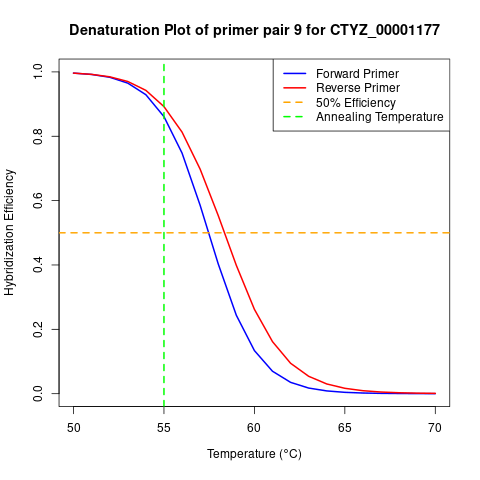 Denaturation Plot of primer pair 9 for CTYZ_00001177
Forward Primer
Reverse Primer
50% Efficiency
Annealing Temperature
Hybridization Efficiency
1.0
0.8
0.6
0.4
0.2
0.0
50
55
60
65
70
Temperature (°C)